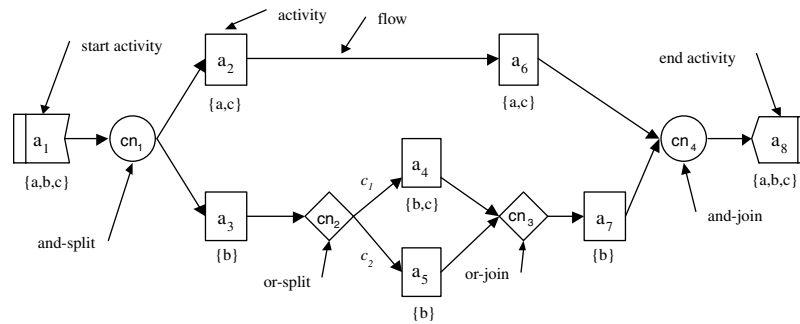 activity
flow
start activity
end activity
a2
a6
{a,c}
{a,c}
a1
cn1
cn4
a8
{a,b,c}
{a,b,c}
c1
a4
{b,c}
and-split
and-join
a3
cn2
cn3
a7
{b}
{b}
c2
a5
or-split
or-join
{b}